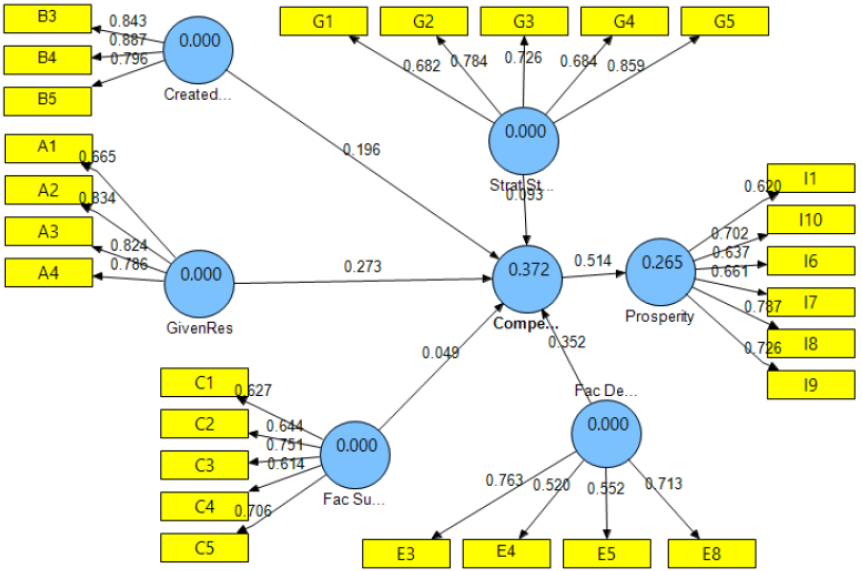 B3
B4
B5
0.843
0.887
0.796
0.000
Created...
G1
G2
G3
G4
G5
0.682
0.784
0.726
0.684
0.859
0.000
Strat St...
0.093
0.196
A1
A2
A3
A4
0.665
0.834
0.824
0.786
0.000
GivenRes
0.273
0.372
Compe...
0.514
0.265
Prosperity
I1
I10
I6
I7
I8
I9
0.620
0.702
0.637
0.661
0.787
0.726
C1
C2
C3
C4
C5
0.627
0.644
0.751
0.614
0.706
0.000
Fac Su...
0.049
0.352
Fac De...
0.000
0.763
0.520
0.552
0.713
E3
E4
E5
E8